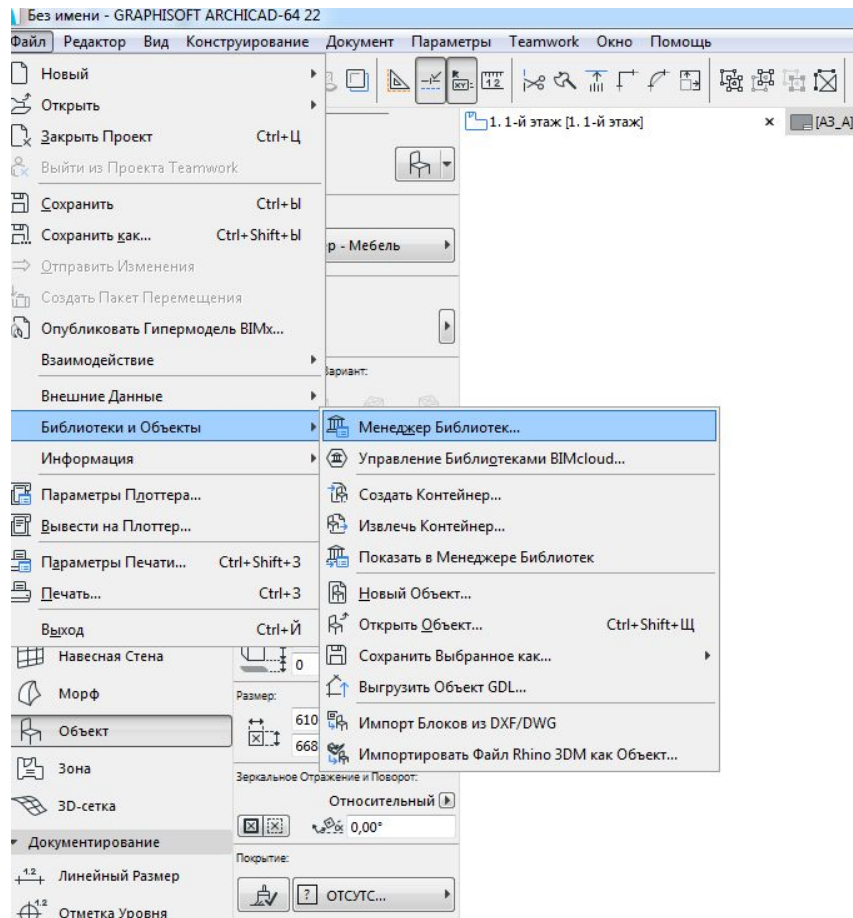 Без имени - GRAPHISOFT ARCHICAD-64 22
Файл Редактор Вид Конструирование Документ Параметры Teamwork Окно Помощь
Новый
Открыть
Закрыть Проект Ctrl+Ц
Выйти из Проекта Teamwork
Сохранить Ctrl+Ы
Сохранить как... Ctrl+Shift+Ы
Отправить Изменения
Создать Пакет Перемещения
Опубликовать Гипермодель BIMx...
Взаимодействие
Внешние Данные
Библиотеки и Объекты
Информация
Параметры Плоттера...
Вывести на Плоттер...
Параметры Печати... Ctrl+Shift+З
Печать... Ctrl+З
Выход Ctrl+Й
1. 1-й этаж [1. 1-й этаж] x [A3_A]
р - Мебель
Вариант:
Менеджер Библиотек...
Управление Библиотеками BIMcloud...
Создать Контейнер...
Извлечь Контейнер...
Показать в Менеджере Библиотек
Новый Объект...
Открыть Объект... Ctrl+Shift+Щ
Сохранить Выбранное как...
Выгрузить Объект GDL...
Импорт Блоков из DXF/DWG
Импортировать Файл Rhino 3DM как Объект...
Навесная Стена
Морф
Объект
Зона
3D-сетка
Документирование
1.2 Линейный Размер
1.2 Отметка Уровня
0
Размер:
610
668
Зеркальное Отражение и Поворот:
Относительный
α 0,00°
Покрытие:
? ОТСУТС...